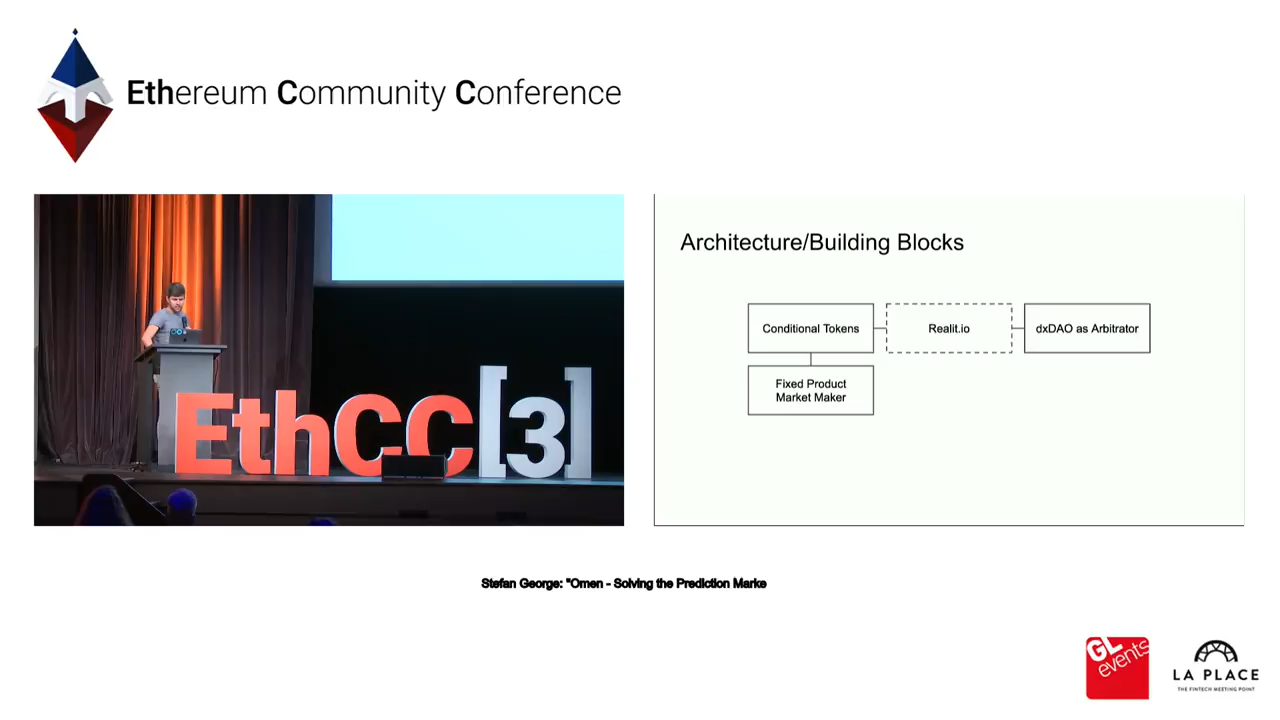 Ethereum Community Conference
EthCC[3]
Architecture/Building Blocks
Conditional Tokens
Realit.io
dxDAO as Arbitrator
Fixed Product
Market Maker
Stefan George: "Omen - Solving the Prediction Marke
GL
events
LA PLACE
THE FINTECH MEETING POINT